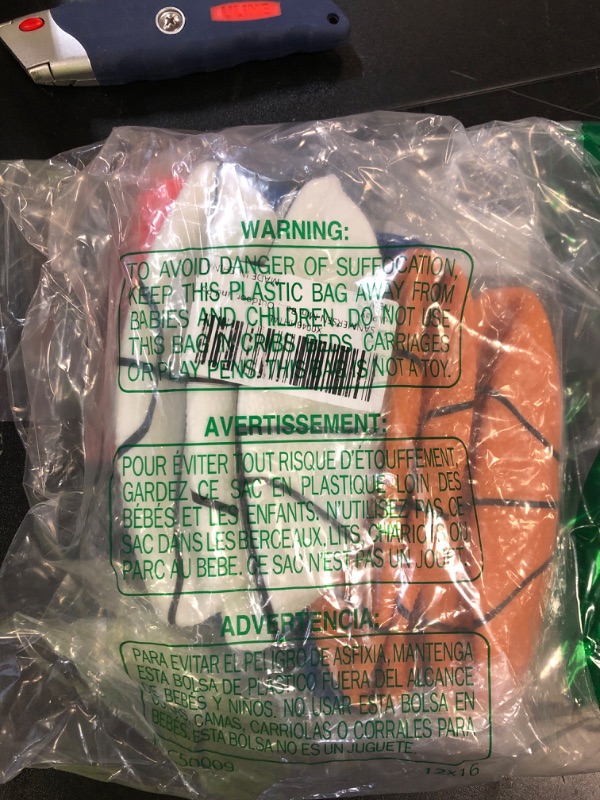 ULINE
WARNING:
TO AVOID DANGER OF SUFFOCATION,
KEEP THIS PLASTIC BAG AWAY FROM
BABIES AND CHILDREN. DO NOT USE
THIS BAG IN CRIBS, BEDS, CARRIAGES
OR PLAY PENS. THIS BAG IS NOT A TOY.
AVERTISSEMENT:
POUR ÉVITER TOUT RISQUE D'ÉTOUFFEMENT,
GARDEZ CE SAC EN PLASTIQUE LOIN DES
BÉBÉS ET LES ENFANTS. N'UTILISEZ PAS CE
SAC DANS LES BERCEAUX, LITS, CHARIOTS OU
PARC AU BEBE. CE SAC N'EST PAS UN JOUET.
ADVERTENCIA:
PARA EVITAR EL PELIGRO DE ASFIXIA, MANTENGA
ESTA BOLSA DE PLASTICO FUERA DEL ALCANCE
DE BEBÉS Y NIÑOS. NO USAR ESTA BOLSA EN
CAMAS, CARRIOLAS O CORRALES PARA
BEBÉS. ESTA BOLSA NO ES UN JUGUETE.
12x16